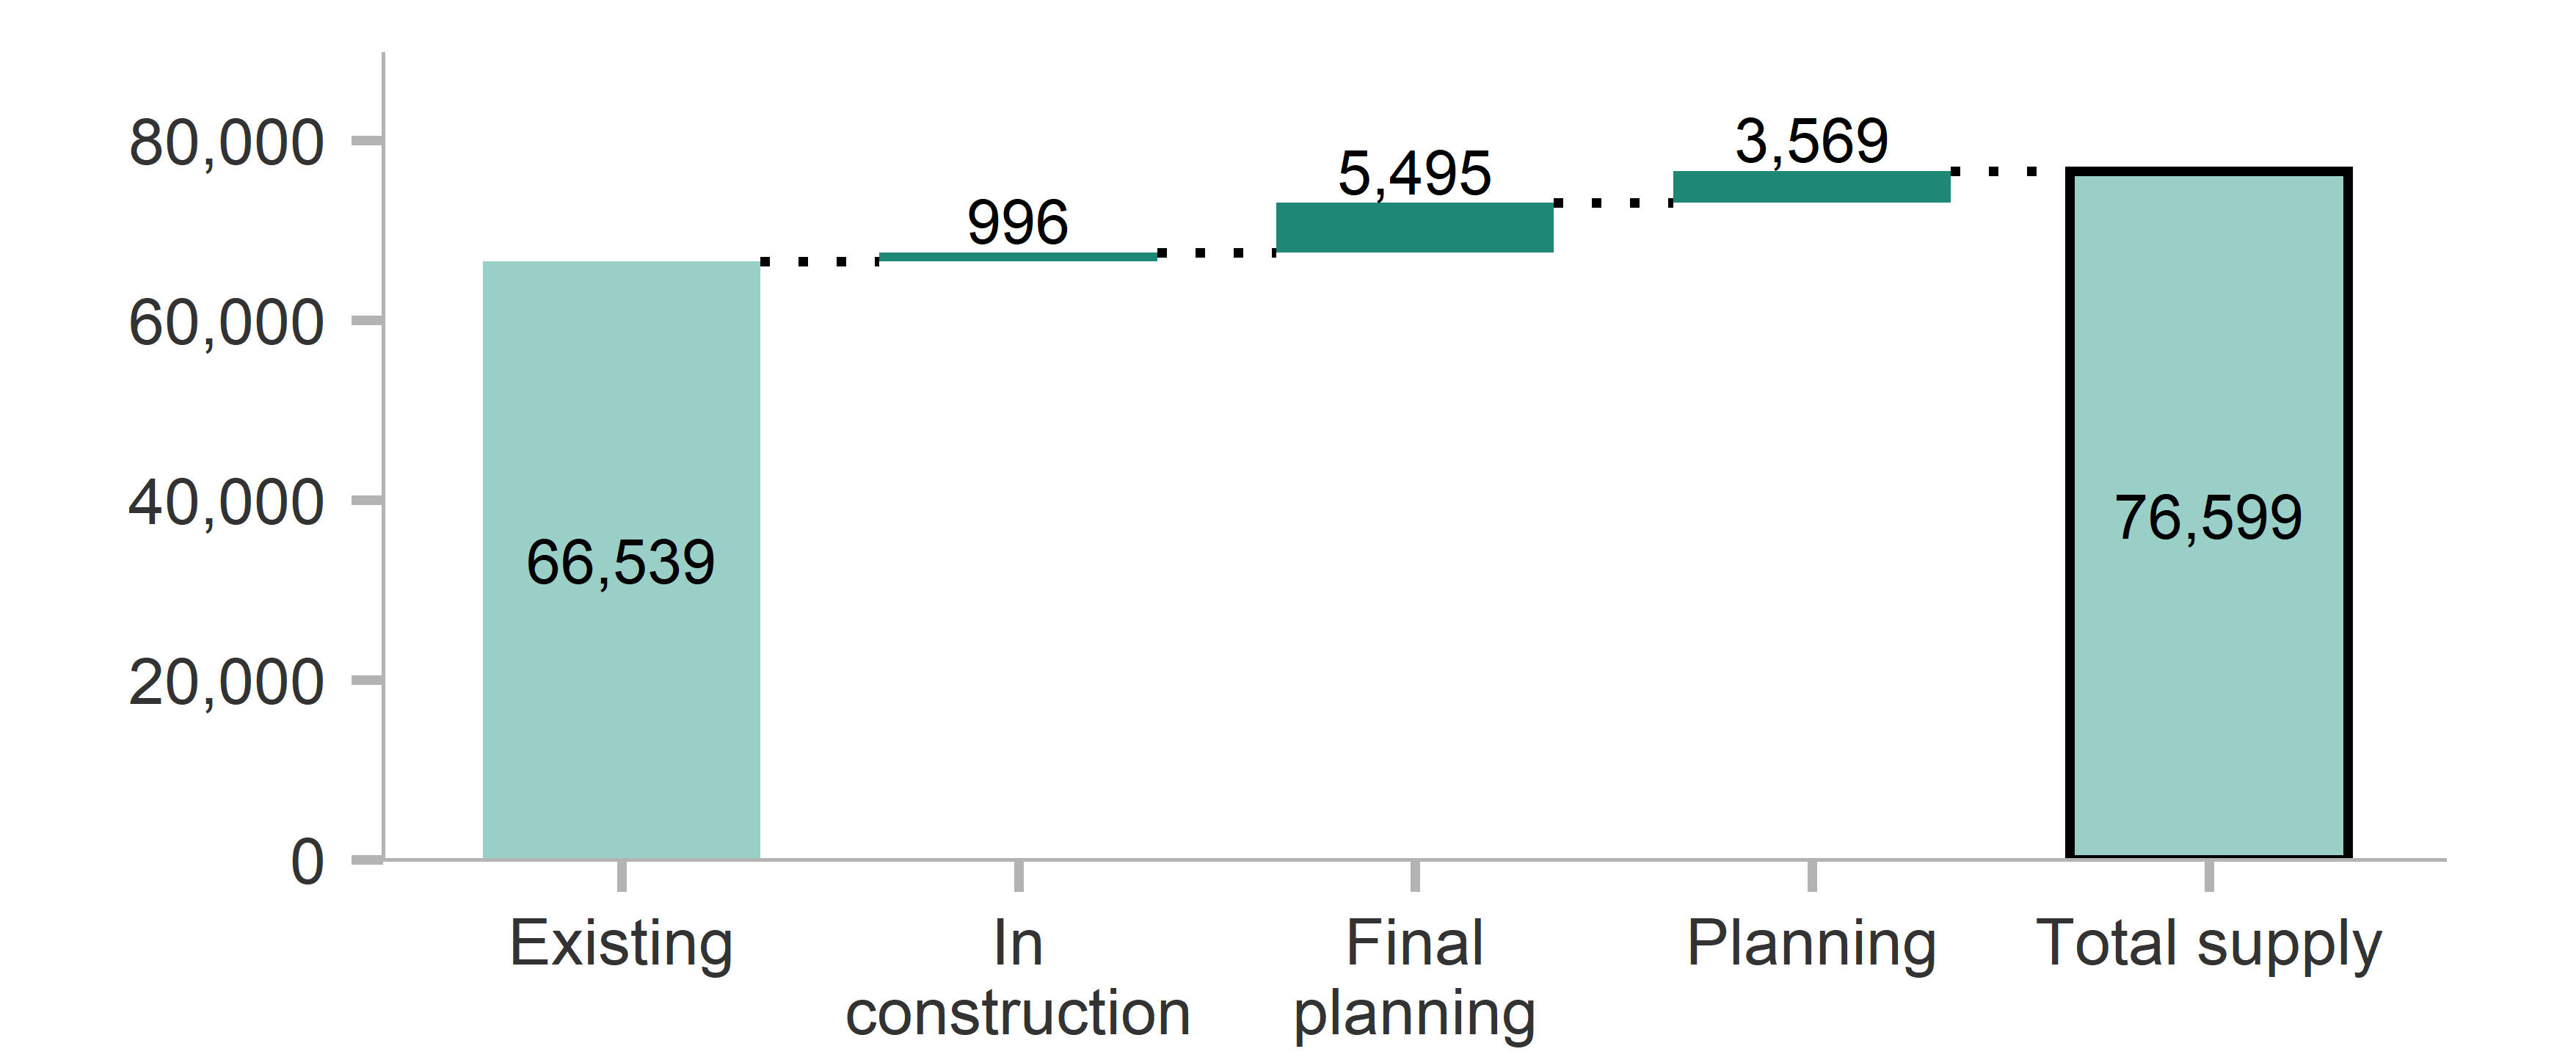 80,000
60,000
40,000
20,000
0
66,539
996
5,495
3,569
76,599
Existing
In
construction
Final
planning
Planning
Total supply